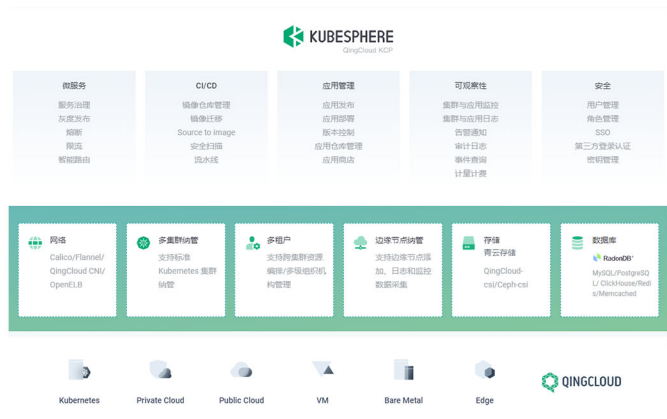 KUBESPHERE
QingCloud KCP
微服务
服务治理
灰度发布
熔断
限流
智能路由
CI/CD
镜像仓库管理
镜像迁移
Source to image
安全扫描
流水线
应用管理
应用发布
应用部署
版本控制
应用仓库管理
应用商店
可观察性
集群与应用监控
集群与应用日志
告警通知
审计日志
事件查询
计量计费
安全
用户管理
角色管理
SSO
第三方登录认证
密钥管理
网络
Calico/Flannel/
QingCloud CNI/
OpenELB
多集群纳管
支持标准
Kubemetes 集群
纳管
多租户
支持跨集群资源
编排/多级组织机
构管理
边缘节点纳管
支持边缘节点添
加、日志和监控
数据采集
存储
青云存储
QingCloud-
csi/Ceph-csi
数据库
RadonDB
MySQL/PostgreSQ
L/ ClickHouse/Redi
s/Memcached
Kubernetes
Private Cloud
Public Cloud
VM
Bare Metal
Edge
QINGCLOUD